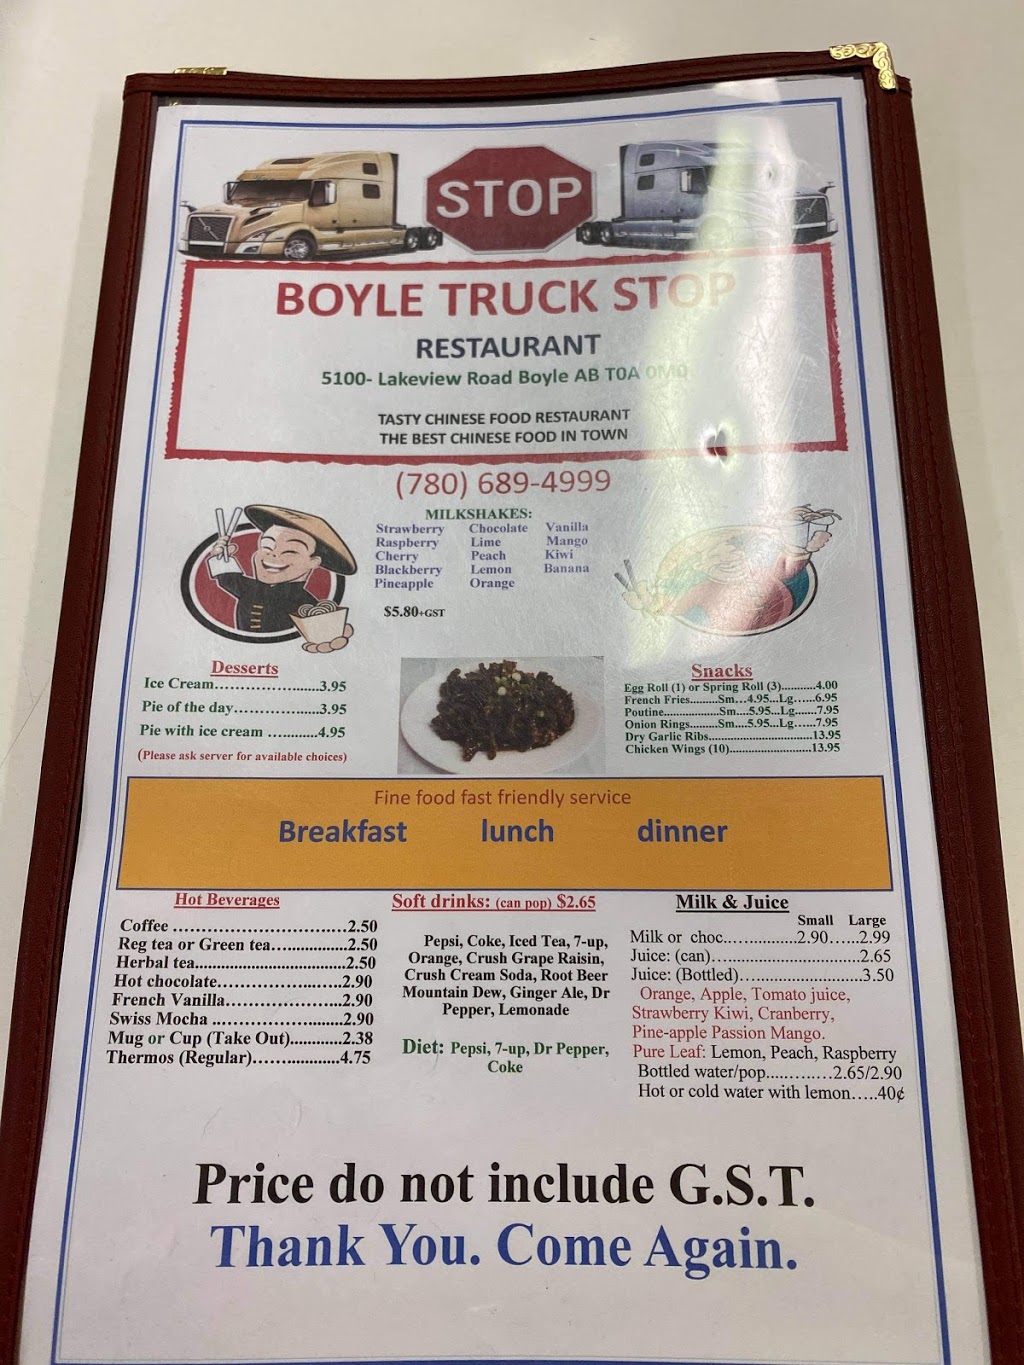 STOP
BOYLE TRUCK STOP
RESTAURANT
5100- Lakeview Road Boyle AB T0A 0M0
TASTY CHINESE FOOD RESTAURANT
THE BEST CHINESE FOOD IN TOWN
(780) 689-4999
MILKSHAKES:
Strawberry Chocolate Vanilla
Raspberry Lime Mango
Cherry Peach Kiwi
Blackberry Lemon Banana
Pineapple Orange
$5.80+GST
Desserts
Ice Cream.....................3.95
Pie of the day.................3.95
Pie with ice cream ...........4.95
(Please ask server for available choices)
Snacks
Egg Roll (1) or Spring Roll (3)...........4.00
French Fries.........Sm...4.95...Lg......6.95
Poutine..................Sm....5.95...Lg......7.95
Onion Rings.........Sm....5.95...Lg......7.95
Dry Garlic Ribs.................................13.95
Chicken Wings (10)...........................13.95
Fine food fast friendly service
Breakfast lunch dinner
Hot Beverages
Coffee ................................2.50
Reg tea or Green tea.................2.50
Herbal tea................................2.50
Hot chocolate..........................2.90
French Vanilla.........................2.90
Swiss Mocha ...........................2.90
Mug or Cup (Take Out)............2.38
Thermos (Regular)...................4.75
Soft drinks: (can pop) $2.65
Pepsi, Coke, Iced Tea, 7-up,
Orange, Crush Grape Raisin,
Crush Cream Soda, Root Beer
Mountain Dew, Ginger Ale, Dr
Pepper, Lemonade
Diet: Pepsi, 7-up, Dr Pepper,
Coke
Milk & Juice
Small Large
Milk or choc..................2.90......2.99
Juice: (can)...................................2.65
Juice: (Bottled).............................3.50
Orange, Apple, Tomato juice,
Strawberry Kiwi, Cranberry,
Pine-apple Passion Mango.
Pure Leaf: Lemon, Peach, Raspberry
Bottled water/pop.............2.65/2.90
Hot or cold water with lemon.....40¢
Price do not include G.S.T.
Thank You. Come Again.